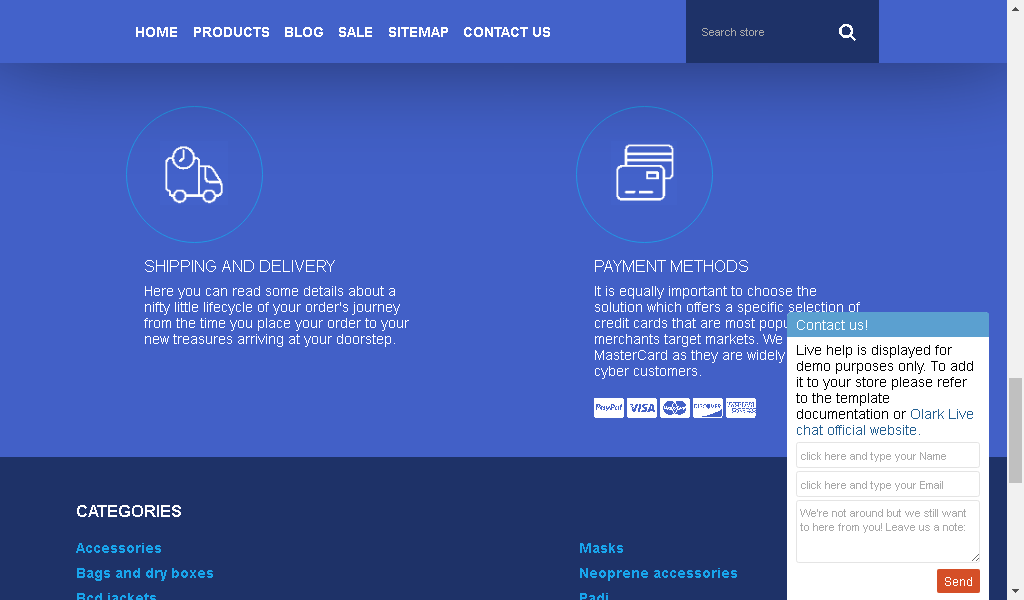 HOME PRODUCTS BLOG SALE SITEMAP CONTACT US
Search store
SHIPPING AND DELIVERY
Here you can read some details about a
nifty little lifecycle of your order's journey
from the time you place your order to your
new treasures arriving at your doorstep.
PAYMENT METHODS
It is equally important to choose the
solution which offers a specific selection of
credit cards that are most
merchants target markets. We
MasterCard as they are widely
cyber customers.
PayPal VISA MasterCard DISCOVER AMERICAN EXPRESS
Contact us!
Live help is displayed for
demo purposes only. To add
it to your store please refer
to the template
documentation or Olark Live
chat official website.
click here and type your Name
click here and type your Email
We're not around but we still want
to here from you! Leave us a note:
Send
CATEGORIES
Accessories
Bags and dry boxes
Bcd jackets
Masks
Neoprene accessories
Padi